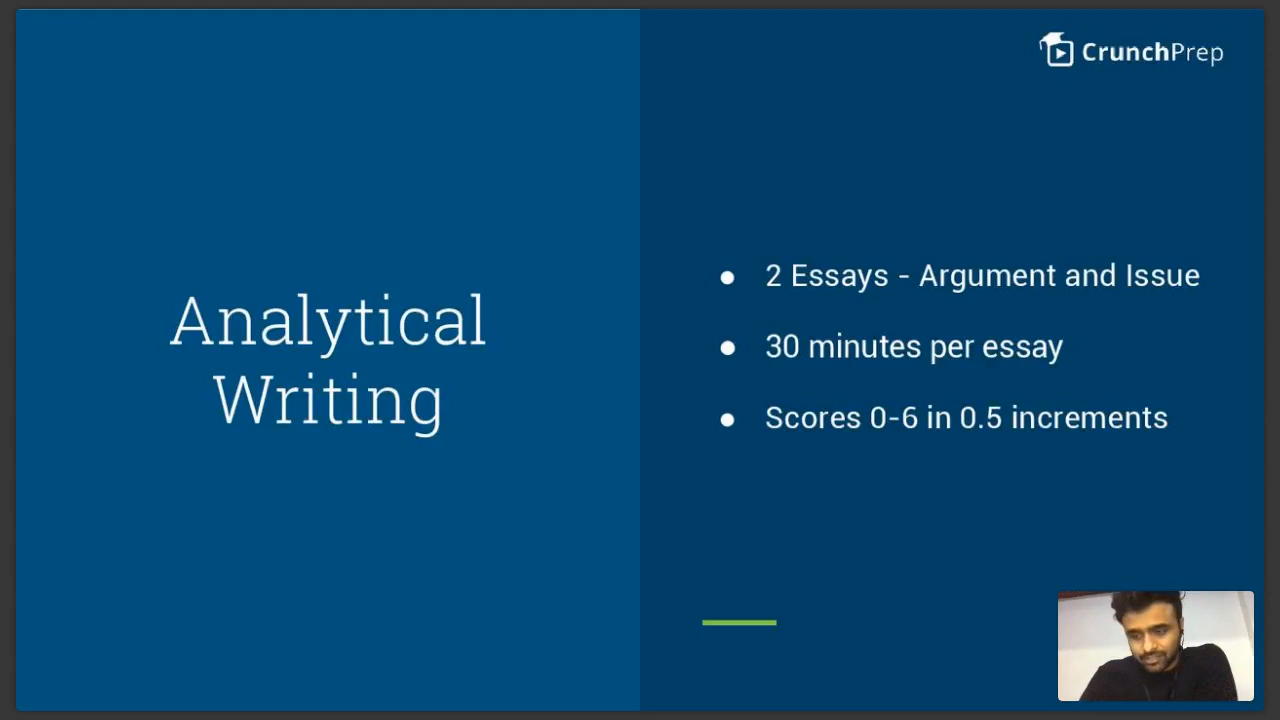 CrunchPrep
Analytical
Writing
● 2 Essays - Argument and Issue
● 30 minutes per essay
● Scores 0-6 in 0.5 increments